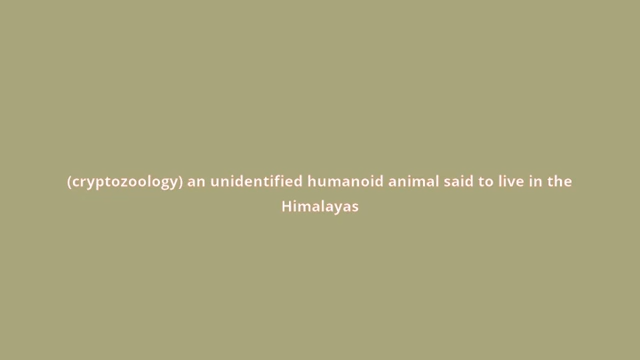 (cryptozoology) an unidentified humanoid animal said to live in the
Himalayas